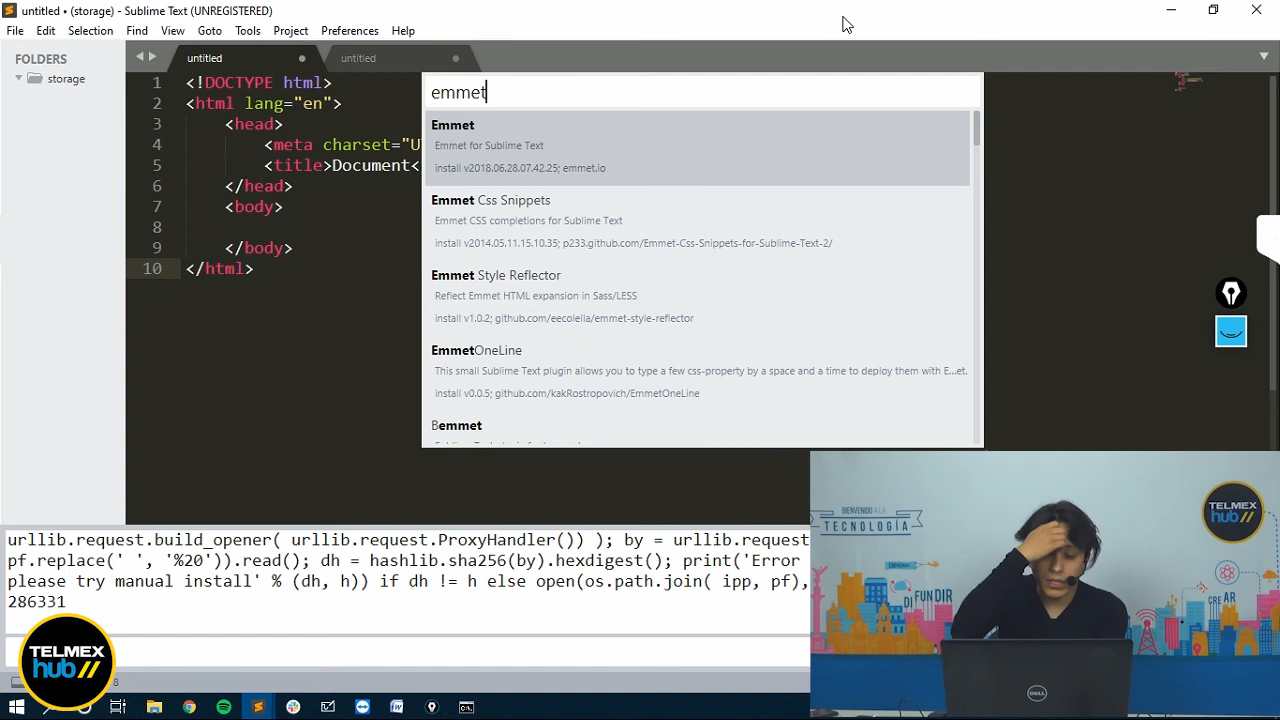 untitled • (storage) - Sublime Text (UNREGISTERED)
File Edit Selection Find View Goto Tools Project Preferences Help
FOLDERS
storage
untitled
untitled
1 <!DOCTYPE html>
2 <html lang="en">
3 <head>
4 <meta charset="U
5 <title>Document<
6 </head>
7 <body>
8
9 </body>
10 </html>
emmet
Emmet
Emmet for Sublime Text
install v2018.06.28.07.42.25; emmet.io
Emmet Css Snippets
Emmet CSS completions for Sublime Text
install v2014.05.11.15.10.35; p233.github.com/Emmet-Css-Snippets-for-Sublime-Text-2/
Emmet Style Reflector
Reflect Emmet HTML expansion in Sass/LESS
install v1.0.2; github.com/eecolella/emmet-style-reflector
EmmetOneLine
This small Sublime Text plugin allows you to type a few css-property by a space and a time to deploy them with E...et.
install v0.0.5; github.com/kakRostropovich/EmmetOneLine
Bemmet
urllib.request.build_opener( urllib.request.ProxyHandler()) ); by = urllib.request
pf.replace(' ', '%20')).read(); dh = hashlib.sha256(by).hexdigest(); print('Error
please try manual install' % (dh, h)) if dh != h else open(os.path.join( ipp, pf),
286331
TELMEX
hub//
BIENVENIDO A LA
TECNOLOGÍA
TELMEX
hub//
DIFUNDIR
CREAR
DELL